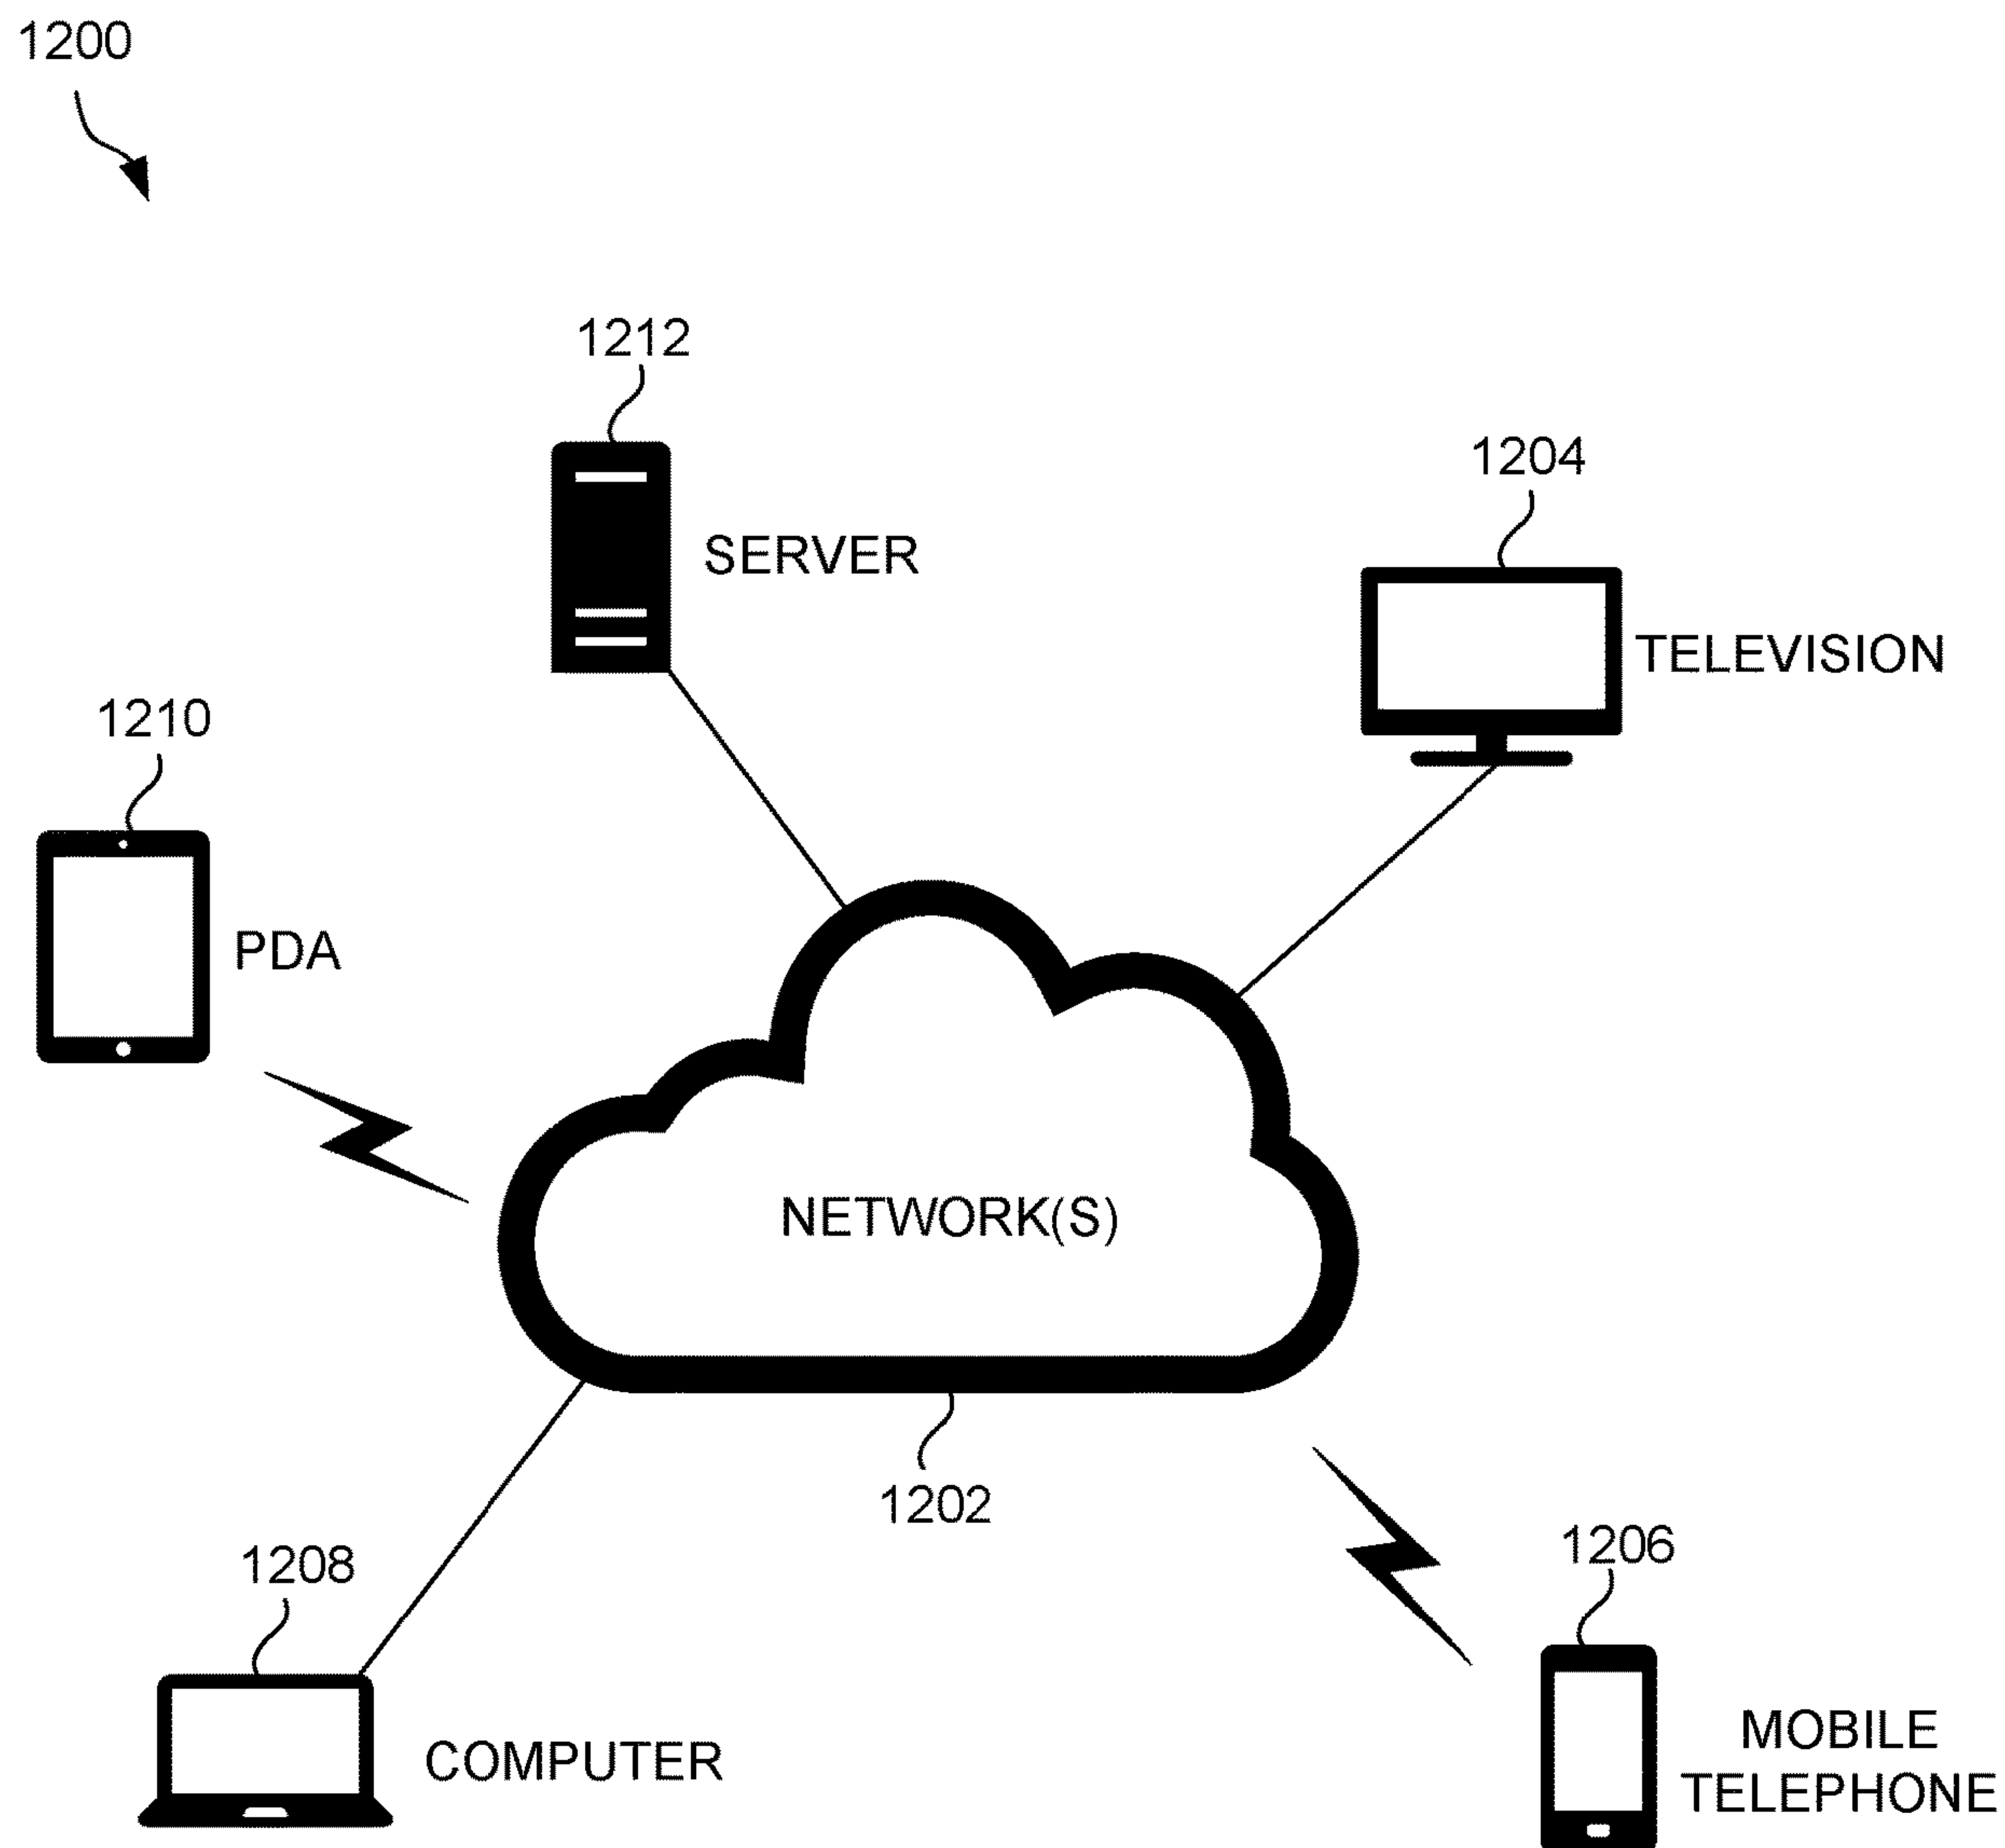 1200
1212
SERVER
1204
TELEVISION
1210
PDA
NETWORK(S)
1202
1208
COMPUTER
1206
MOBILE
TELEPHONE